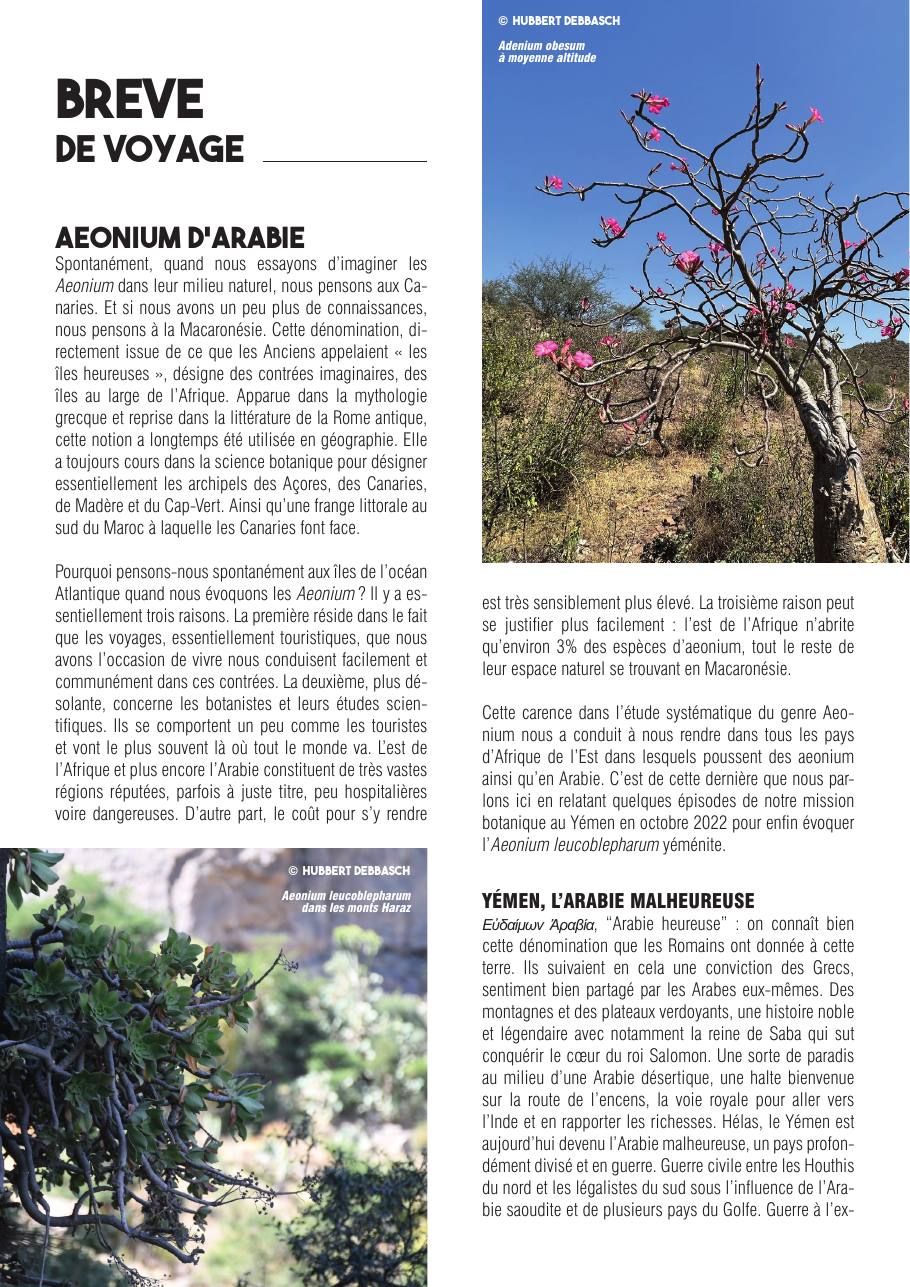 BREVE
DE VOYAGE
AEONIUM D'ARABIE
Spontanément, quand nous essayons d’imaginer les
Aeonium dans leur milieu naturel, nous pensons aux Ca-
naries. Et si nous avons un peu plus de connaissances,
nous pensons à la Macaronésie. Cette dénomination, di-
rectement issue de ce que les Anciens appelaient « les
îles heureuses », désigne des contrées imaginaires, des
îles au large de l’Afrique. Apparue dans la mythologie
grecque et reprise dans la littérature de la Rome antique,
cette notion a longtemps été utilisée en géographie. Elle
a toujours cours dans la science botanique pour désigner
essentiellement les archipels des Açores, des Canaries,
de Madère et du Cap-Vert. Ainsi qu’une frange littorale au
sud du Maroc à laquelle les Canaries font face.
Pourquoi pensons-nous spontanément aux îles de l’océan
Atlantique quand nous évoquons les Aeonium ? Il y a es-
sentiellement trois raisons. La première réside dans le fait
que les voyages, essentiellement touristiques, que nous
avons l’occasion de vivre nous conduisent facilement et
communément dans ces contrées. La deuxième, plus dé-
solante, concerne les botanistes et leurs études scien-
tifiques. Ils se comportent un peu comme les touristes
et vont le plus souvent là où tout le monde va. L’est de
l’Afrique et plus encore l’Arabie constituent de très vastes
régions réputées, parfois à juste titre, peu hospitalières
voire dangereuses. D’autre part, le coût pour s’y rendre
© HUBBERT DEBBASCH
Aeonium leucoblepharum
dans les monts Haraz
© HUBBERT DEBBASCH
Adenium obesum
à moyenne altitude
est très sensiblement plus élevé. La troisième raison peut
se justifier plus facilement : l’est de l’Afrique n’abrite
qu’environ 3% des espèces d’aeonium, tout le reste de
leur espace naturel se trouvant en Macaronésie.
Cette carence dans l’étude systématique du genre Aeo-
nium nous a conduit à nous rendre dans tous les pays
d’Afrique de l’Est dans lesquels poussent des aeonium
ainsi qu’en Arabie. C’est de cette dernière que nous par-
lons ici en relatant quelques épisodes de notre mission
botanique au Yémen en octobre 2022 pour enfin évoquer
l’Aeonium leucoblepharum yéménite.
YÉMEN, L’ARABIE MALHEUREUSE
Εὐδαίμων Ἀραβία, “Arabie heureuse” : on connaît bien
cette dénomination que les Romains ont donnée à cette
terre. Ils suivaient en cela une conviction des Grecs,
sentiment bien partagé par les Arabes eux-mêmes. Des
montagnes et des plateaux verdoyants, une histoire noble
et légendaire avec notamment la reine de Saba qui sut
conquérir le cœur du roi Salomon. Une sorte de paradis
au milieu d’une Arabie désertique, une halte bienvenue
sur la route de l’encens, la voie royale pour aller vers
l’Inde et en rapporter les richesses. Hélas, le Yémen est
aujourd’hui devenu l’Arabie malheureuse, un pays profon-
dément divisé et en guerre. Guerre civile entre les Houthis
du nord et les légalistes du sud sous l’influence de l’Ara-
bie saoudite et de plusieurs pays du Golfe. Guerre à l’ex-